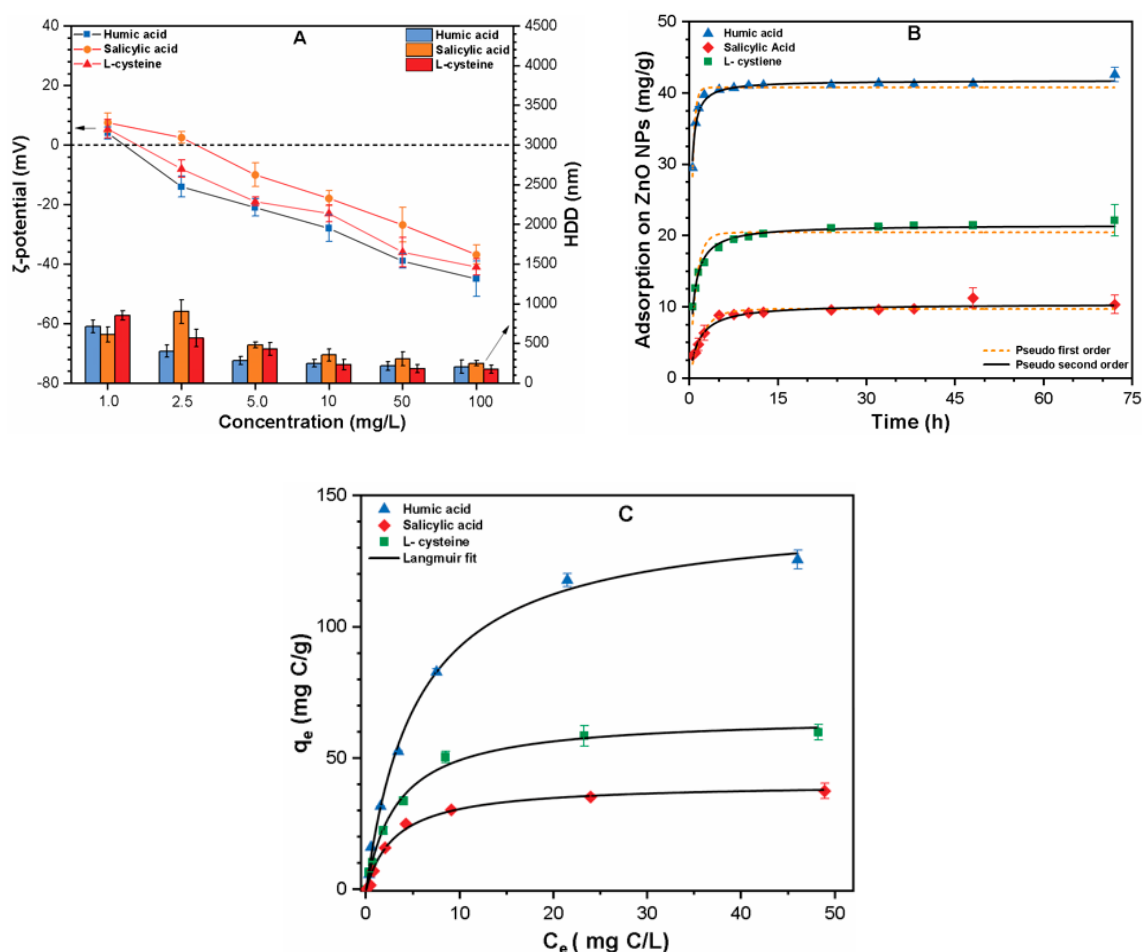 A
Humic acid
Salicylic acid
L-cysteine
Humic acid
Salicylic acid
L-cysteine
40
20
0
-20
-40
-60
-80
ζ-potential (mV)
4500
4000
3500
3000
2500
2000
1500
1000
500
0
HDD (nm)
1.0 2.5 5.0 10 50 100
Concentration (mg/L)
B
Humic acid
Salicylic Acid
L- cystiene
50
40
30
20
10
0
Adsorption on ZnO NPs (mg/g)
Pseudo first order
Pseudo second order
0 15 30 45 60 75
Time (h)
C
Humic acid
Salicylic acid
L- cysteine
Langmuir fit
150
100
50
0
qe (mg C/g)
0 10 20 30 40 50
Ce ( mg C/L)